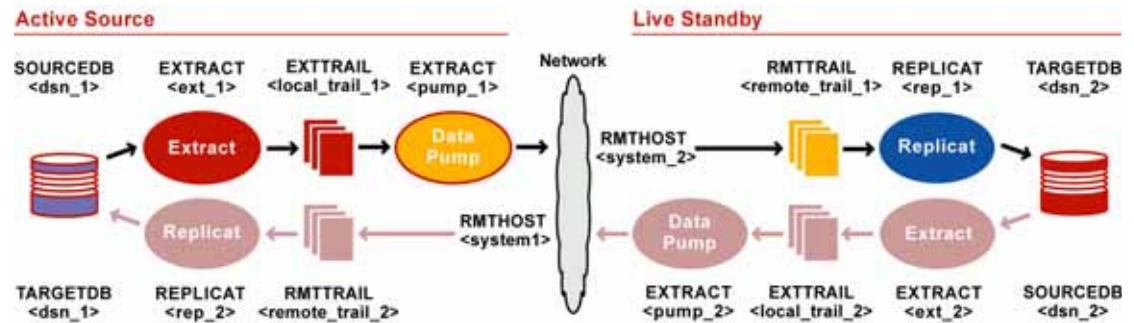 Active Source
Live Standby
SOURCEDB
<dsn_1>
EXTRACT
<ext_1>
EXTTRAIL
<local_trail_1>
EXTRACT
<pump_1>
Network
RMTTRAIL
<remote_trail_1>
REPLICAT
<rep_1>
TARGETDB
<dsn_2>
Extract
Data
Pump
RMTHOST
<system_2>
Replicat
Replicat
RMTHOST
<system1>
Data
Pump
Extract
TARGETDB
<dsn_1>
REPLICAT
<rep_2>
RMTTRAIL
<remote_trail_2>
EXTRACT
<pump_2>
EXTTRAIL
<local_trail_2>
EXTRACT
<ext_2>
SOURCEDB
<dsn_2>